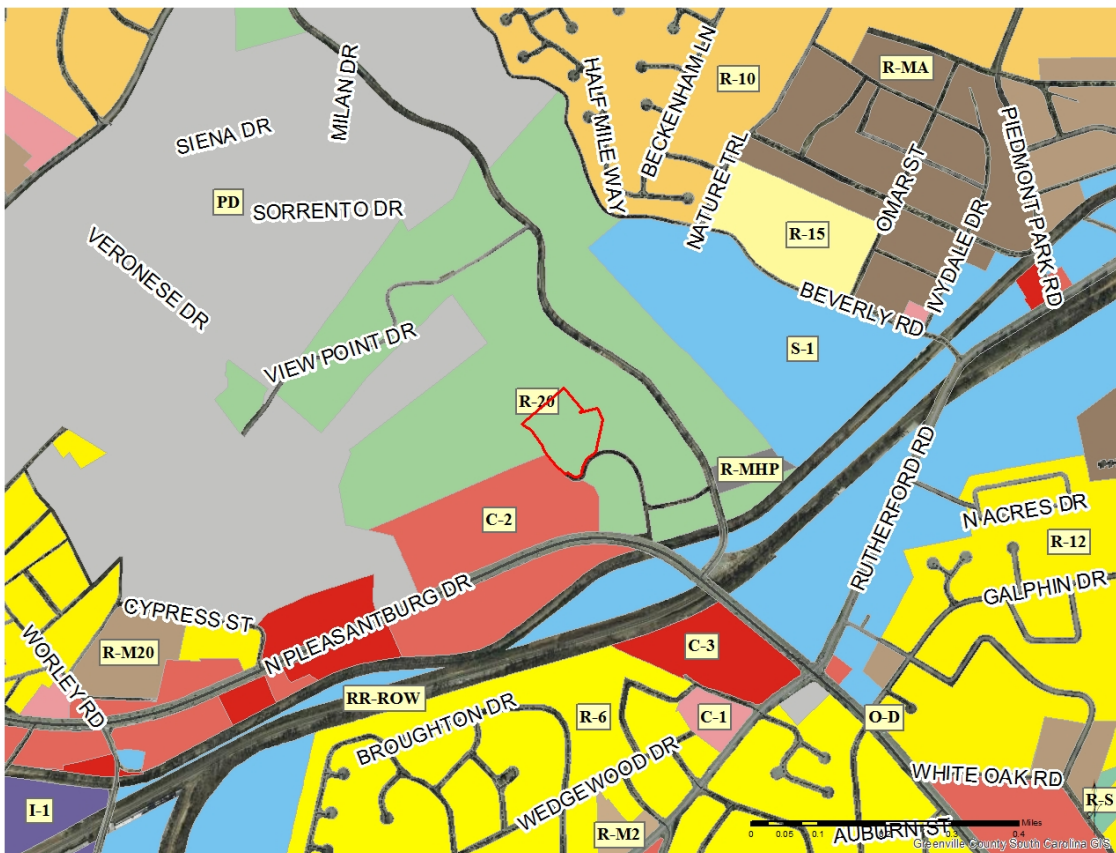 MILAN DR
HALF MILE WAY
BECKENHAM LN
R-10
R-MA
PIEDMONT PARK RD
SIENA DR
OMAR ST
NATURE TRL
PD
SORRENTO DR
IVYDALE DR
R-15
VERONESE DR
BEVERLY RD
VIEW POINT DR
S-1
R-20
R-MHP
RUTHERFORD RD
C-2
N ACRES DR
R-12
GALPHIN DR
CYPRESS ST
N PLEASANTBURG DR
R-M20
C-3
WORLEY RD
RR-ROW
R-6
C-1
O-D
BROUGHTON DR
WEDGEWOOD DR
WHITE OAK RD
I-1
R-S
R-M2
AUBURN ST
Miles
0 0.05 0.1 0.3 0.4
Greenville County South Carolina GIS